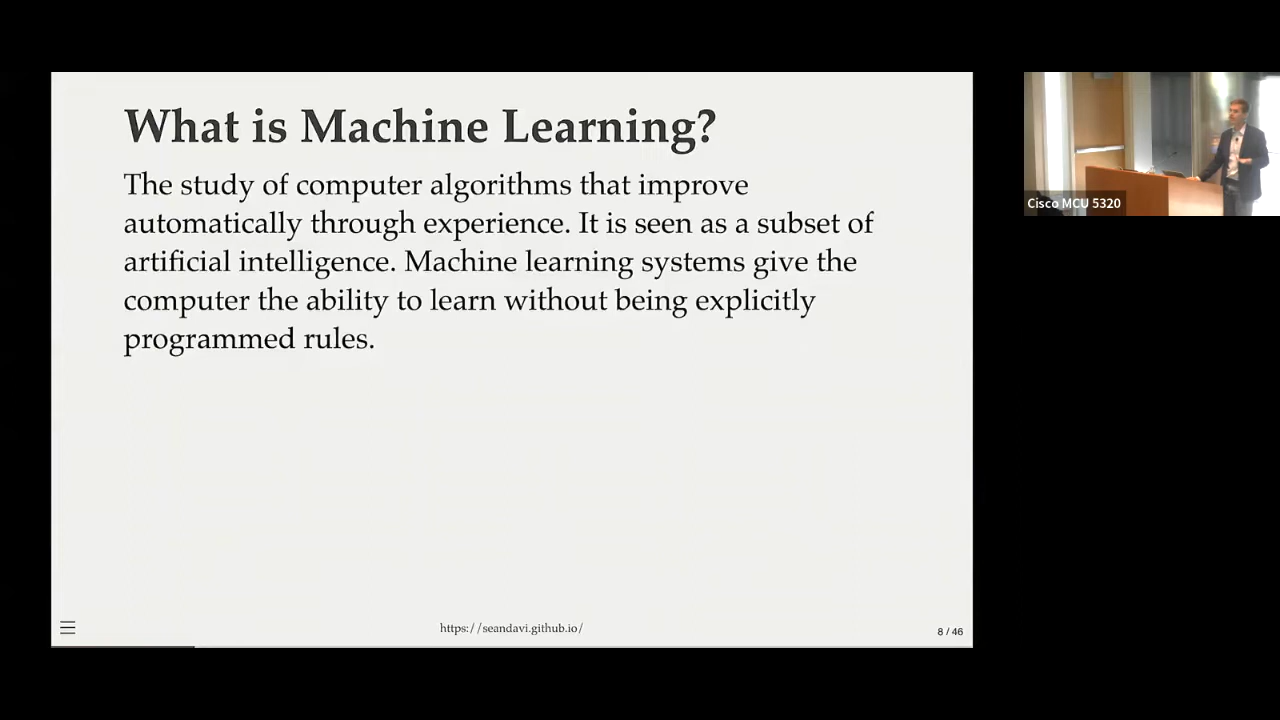 What is Machine Learning?
The study of computer algorithms that improve
automatically through experience. It is seen as a subset of
artificial intelligence. Machine learning systems give the
computer the ability to learn without being explicitly
programmed rules.
https://seandavi.github.io/
8 / 46
Cisco MCU 5320